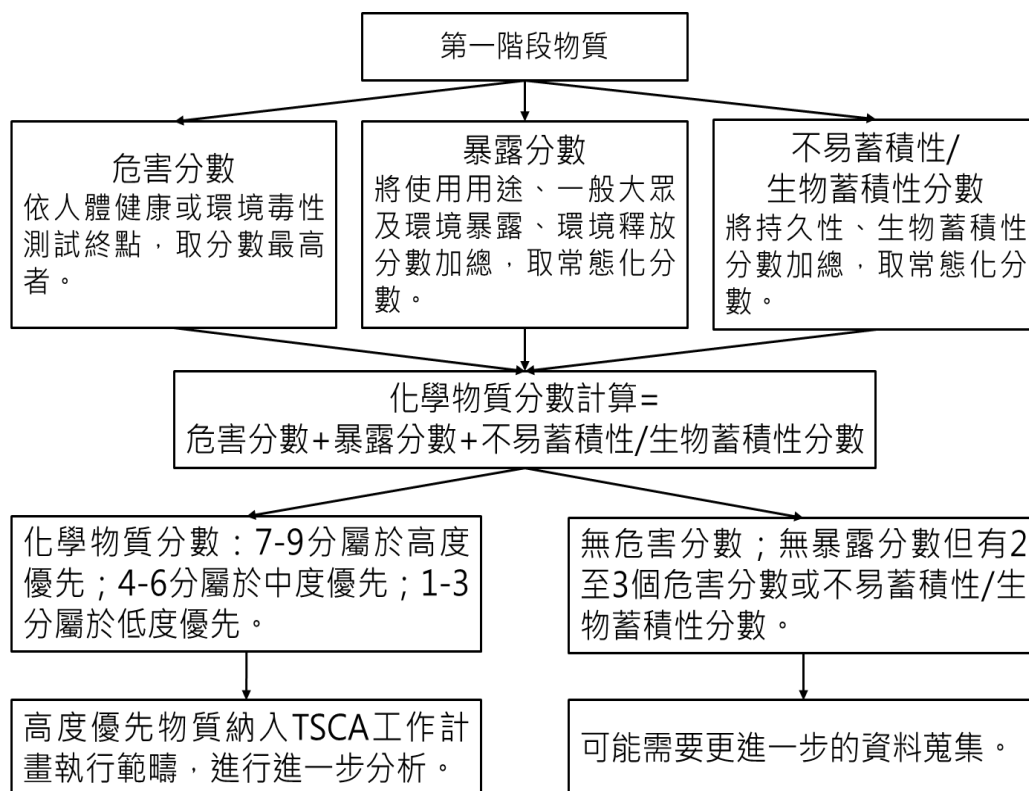 第一階段物質
危害分數
依人體健康或環境毒性
測試終點，取分數最高
者。
暴露分數
將使用用途、一般大眾
及環境暴露、環境釋放
分數加總，取常態化分
數。
不易蓄積性/
生物蓄積性分數
將持久性、生物蓄積性
分數加總，取常態化分
數。
化學物質分數計算=
危害分數+暴露分數+不易蓄積性/生物蓄積性分數
化學物質分數：7-9分屬於高度
優先；4-6分屬於中度優先；1-3
分屬於低度優先。
無危害分數；無暴露分數但有2
至3個危害分數或不易蓄積性/生
物蓄積性分數。
高度優先物質納入TSCA工作計
畫執行範疇，進行進一步分析。
可能需要更進一步的資料蒐集。